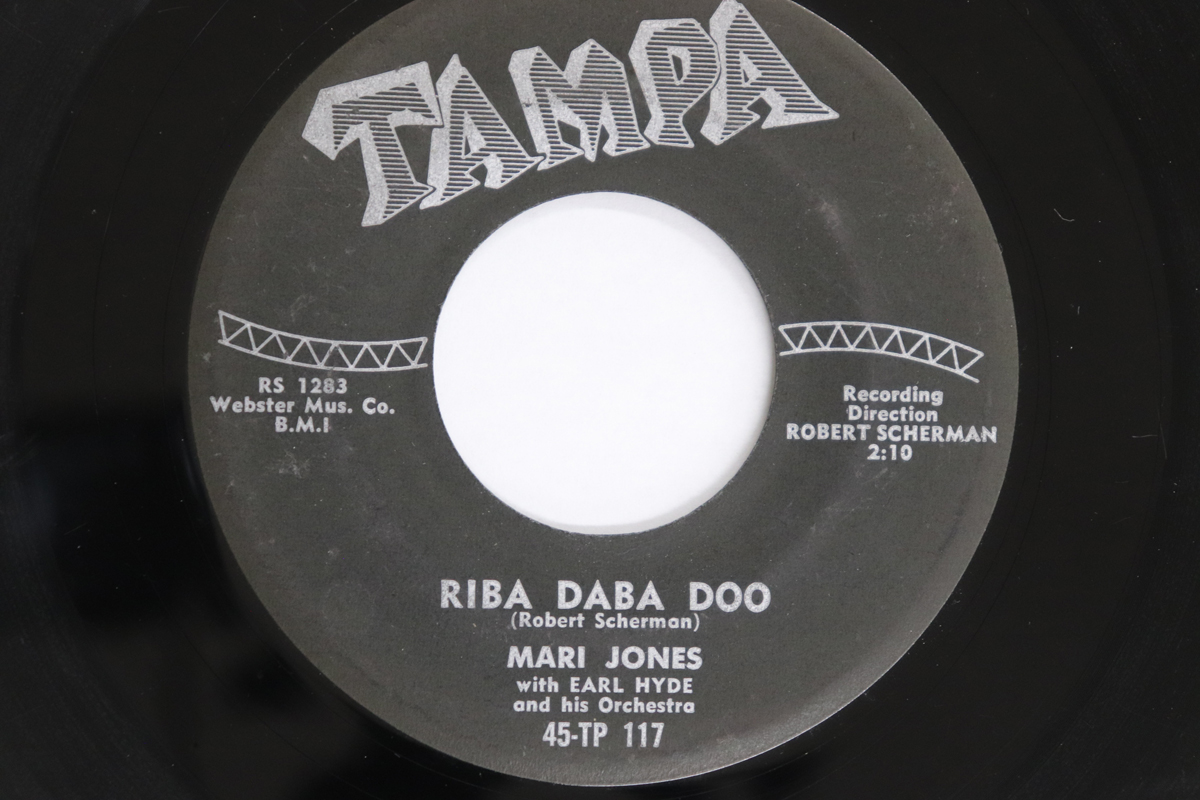 TAMPA
RS 1283
Webster Mus. Co.
B.M.I
Recording
Direction
ROBERT SCHERMAN
2:10
RIBA DABA DOO
(Robert Scherman)
MARI JONES
with EARL HYDE
and his Orchestra
45-TP 117